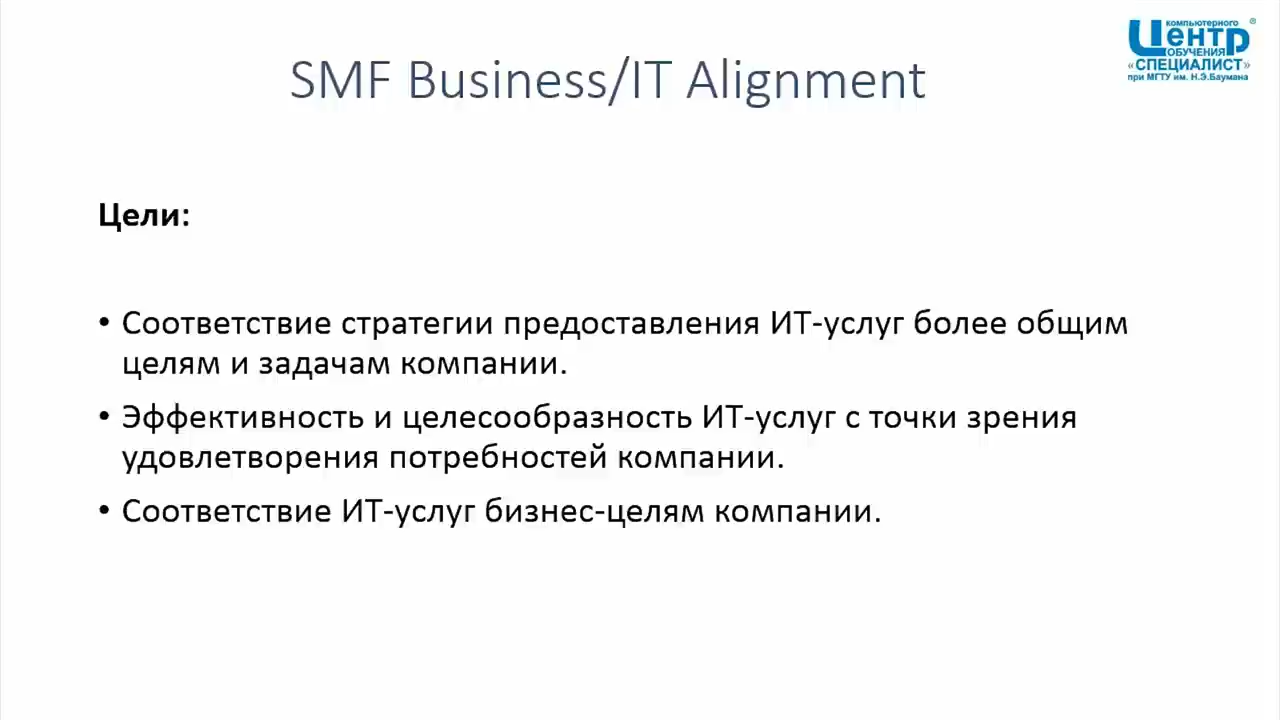 компьютерного
Центр®
ОБУЧЕНИЯ
«СПЕЦИАЛИСТ»
при МГТУ им. Н.Э.Баумана
SMF Business/IT Alignment
Цели:
• Соответствие стратегии предоставления ИТ-услуг более общим
целям и задачам компании.
• Эффективность и целесообразность ИТ-услуг с точки зрения
удовлетворения потребностей компании.
• Соответствие ИТ-услуг бизнес-целям компании.